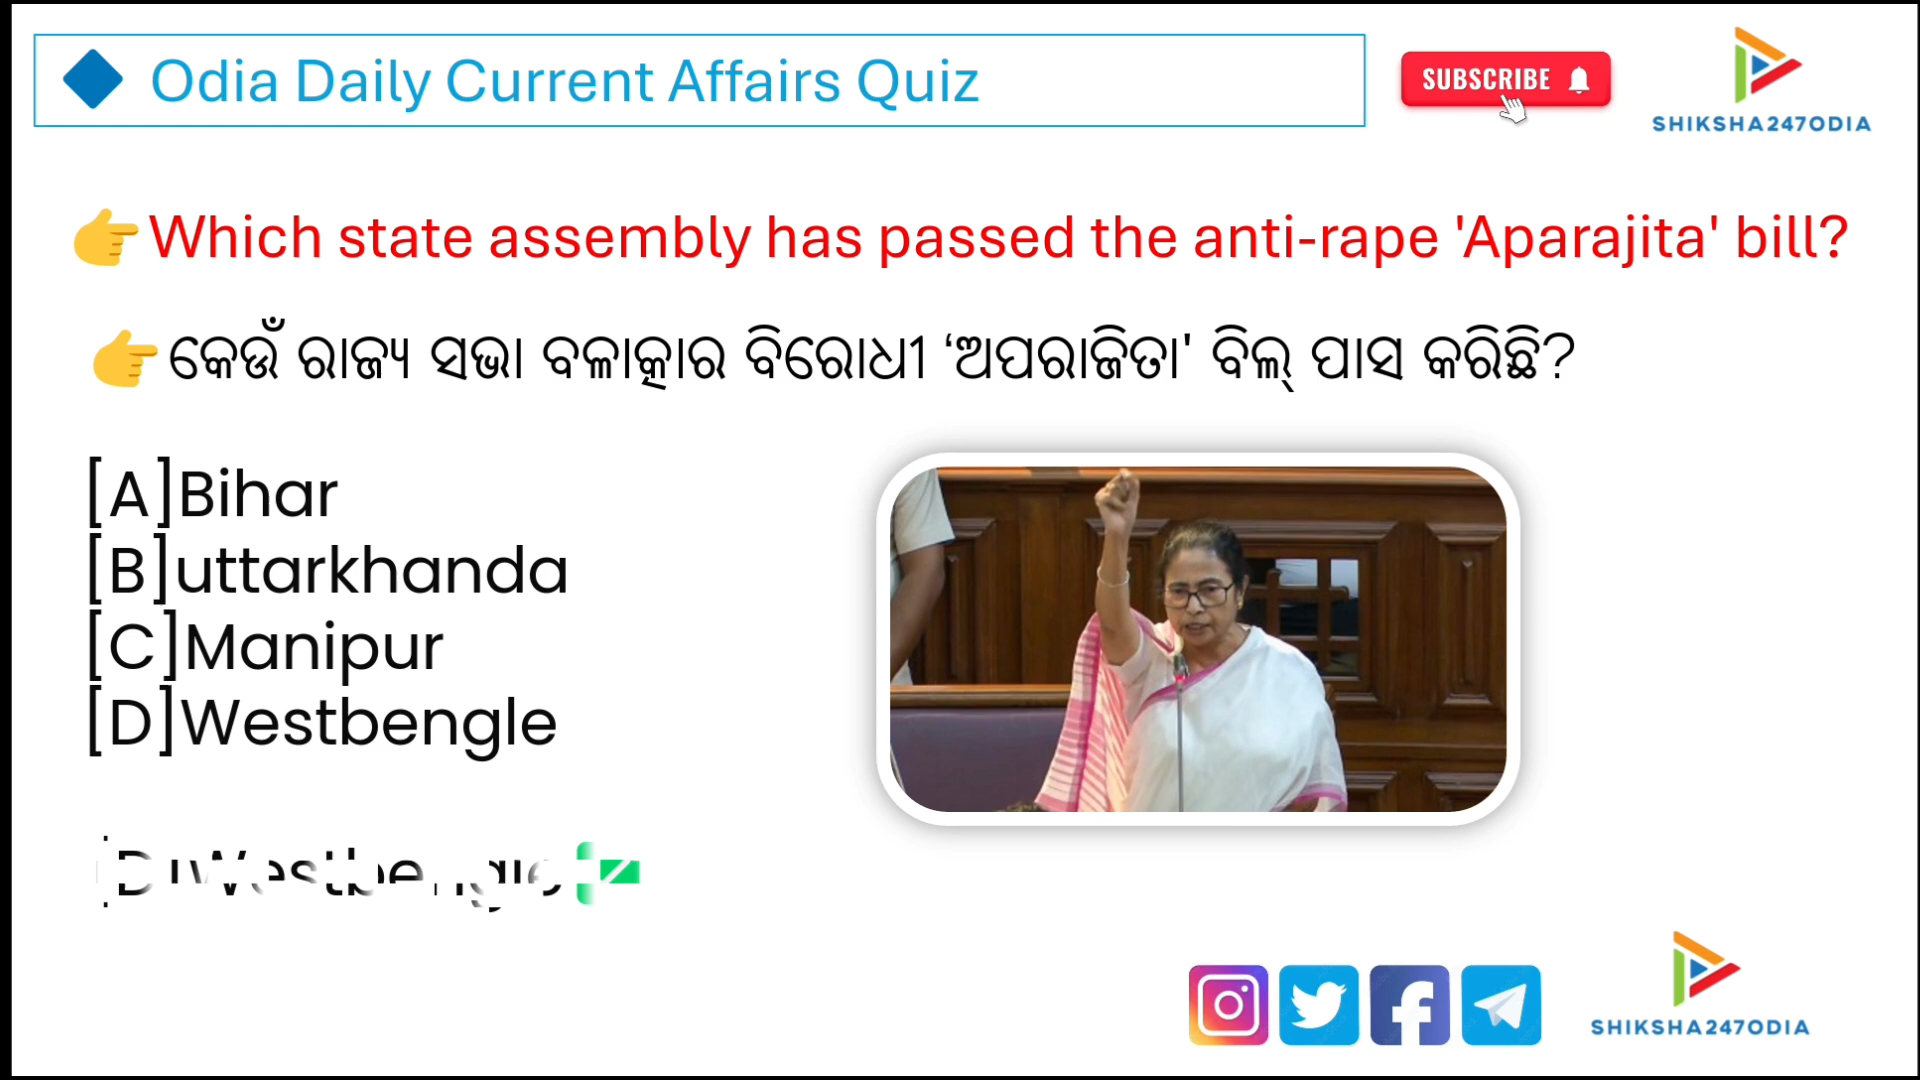 Odia Daily Current Affairs Quiz
SUBSCRIBE
SHIKSHA247ODIA
Which state assembly has passed the anti-rape 'Aparajita' bill?
କେଉଁ ରାଜ୍ୟ ସଭା ବଳାତ୍କାର ବିରୋଧୀ ‘ଅପରାଜିତା' ବିଲ୍ ପାସ କରିଛି?
[A]Bihar
[B]uttarkhanda
[C]Manipur
[D]Westbengle
SHIKSHA247ODIA